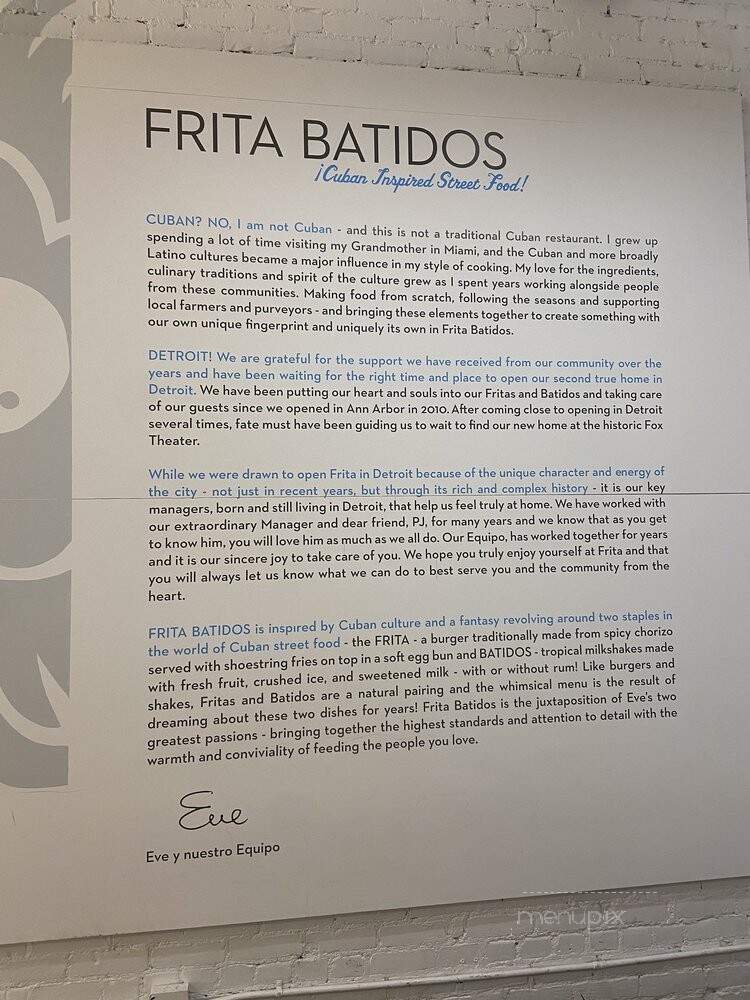 FRITA BATIDOS
¡Cuban Inspired Street Food!
CUBAN? NO, I am not Cuban - and this is not a traditional Cuban restaurant. I grew up
spending a lot of time visiting my Grandmother in Miami, and the Cuban and more broadly
Latino cultures became a major influence in my style of cooking. My love for the ingredients,
culinary traditions and spirit of the culture grew as I spent years working alongside people
from these communities. Making food from scratch, following the seasons and supporting
local farmers and purveyors - and bringing these elements together to create something with
our own unique fingerprint and uniquely its own in Frita Batidos.
DETROIT! We are grateful for the support we have received from our community over the
years and have been waiting for the right time and place to open our second true home in
Detroit. We have been putting our heart and souls into our Fritas and Batidos and taking care
of our guests since we opened in Ann Arbor in 2010. After coming close to opening in Detroit
several times, fate must have been guiding us to wait to find our new home at the historic Fox
Theater.
While we were drawn to open Frita in Detroit because of the unique character and energy of
the city - not just in recent years, but through its rich and complex history - it is our key
managers, born and still living in Detroit, that help us feel truly at home. We have worked with
our extraordinary Manager and dear friend, PJ, for many years and we know that as you get
to know him, you will love him as much as we all do. Our Equipo, has worked together for years
and it is our sincere joy to take care of you. We hope you truly enjoy yourself at Frita and that
you will always let us know what we can do to best serve you and the community from the
heart.
FRITA BATIDOS is inspired by Cuban culture and a fantasy revolving around two staples in
the world of Cuban street food - the FRITA - a burger traditionally made from spicy chorizo
served with shoestring fries on top in a soft egg bun and BATIDOS - tropical milkshakes made
with fresh fruit, crushed ice, and sweetened milk - with or without rum! Like burgers and
shakes, Fritas and Batidos are a natural pairing and the whimsical menu is the result of
dreaming about these two dishes for years! Frita Batidos is the juxtaposition of Eve's two
greatest passions - bringing together the highest standards and attention to detail with the
warmth and conviviality of feeding the people you love.
Eve
Eve y nuestro Equipo
menupix